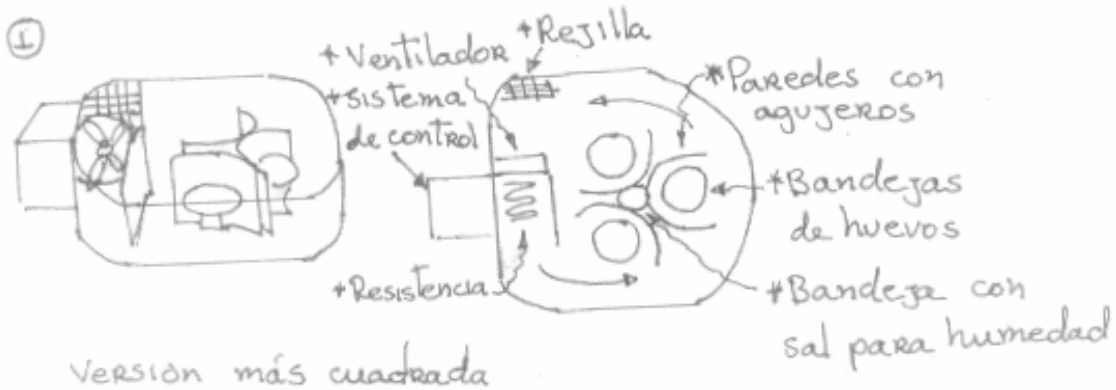 1
*Ventilador
*Rejilla
*Sistema
de control
*Paredes con
agujeros
*Bandejas
de huevos
*Resistencia
*Bandeja con
sal para humedad
Versión más cuadrada